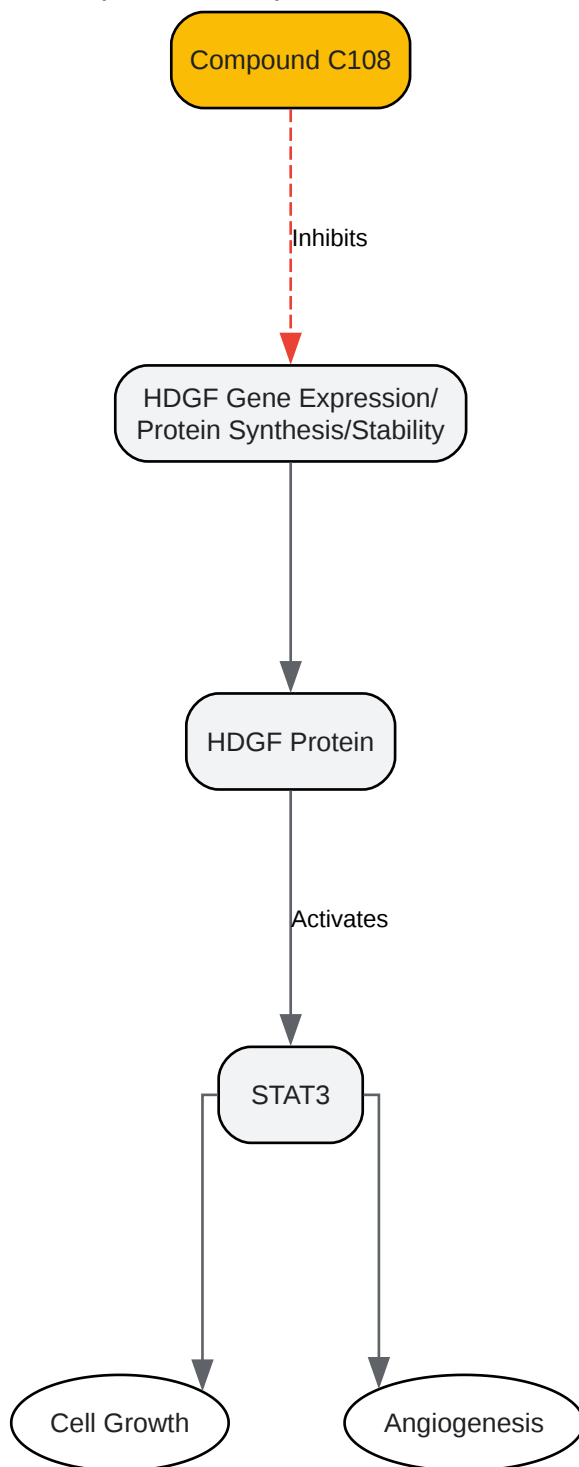 Compound C108
Inhibits
HDGF Gene Expression/
Protein Synthesis/Stability
HDGF Protein
Activates
STAT3
Cell Growth
Angiogenesis